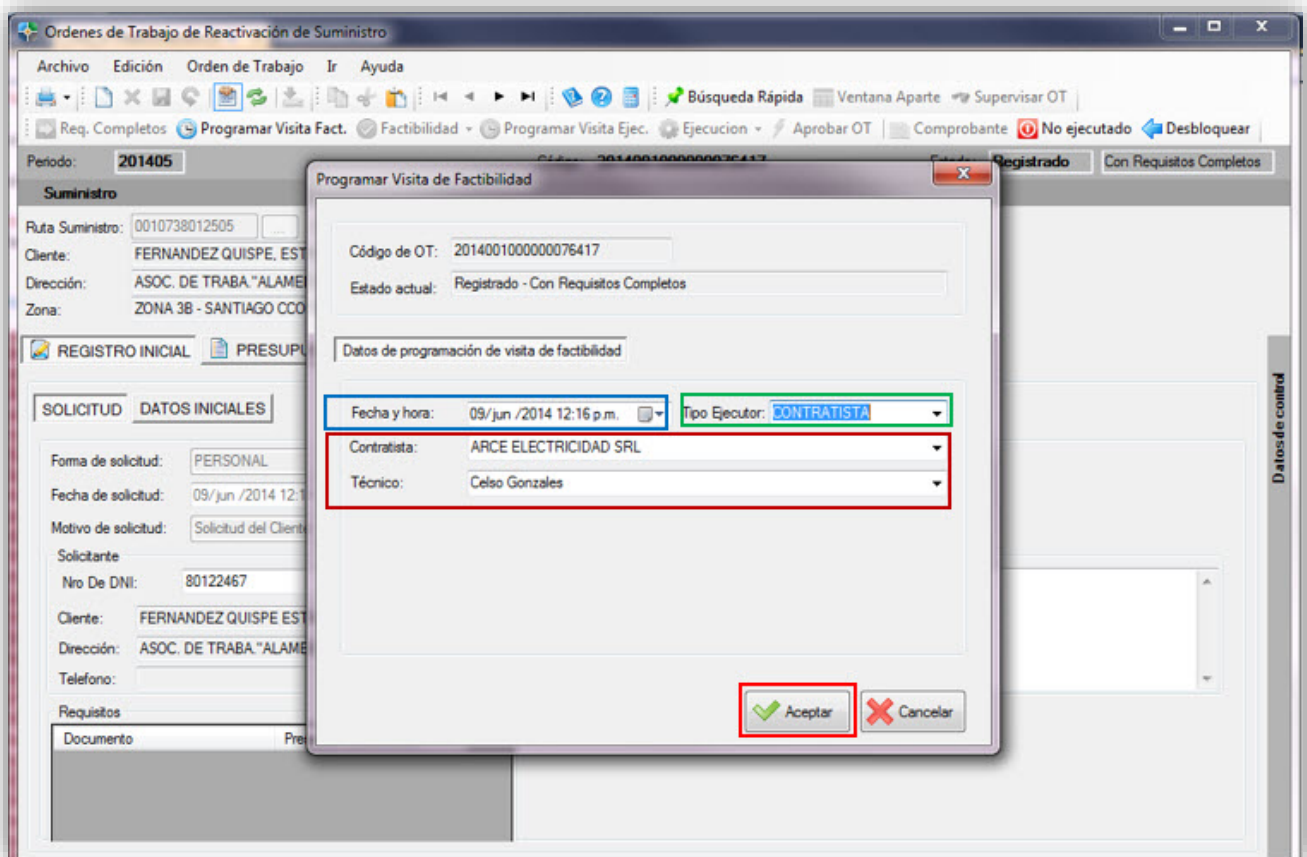 Ordenes de Trabajo de Reactivación de Suministro
Archivo Edición Orden de Trabajo Ir Ayuda
Búsqueda Rápida Ventana Aparte Supervisar OT
Req. Completos Programar Visita Fact. Factibilidad Programar Visita Ejec. Ejecucion Aprobar OT Comprobante No ejecutado Desbloquear
Periodo: 201405 Código: 2014001000000076417 Estado: Registrado Con Requisitos Completos
Suministro
Ruta Suministro: 0010738012505 ...
Cliente: FERNANDEZ QUISPE, EST
Dirección: ASOC. DE TRABA."ALAME
Zona: ZONA 3B - SANTIAGO CCO
REGISTRO INICIAL PRESUPU
SOLICITUD DATOS INICIALES
Forma de solicitud: PERSONAL
Fecha de solicitud: 09/jun /2014 12:1
Motivo de solicitud: Solicitud del Cliente
Solicitante
Nro De DNI: 80122467
Cliente: FERNANDEZ QUISPE EST
Dirección: ASOC. DE TRABA."ALAME
Telefono:
Requisitos
Documento Pre
Programar Visita de Factibilidad
Código de OT: 2014001000000076417
Estado actual: Registrado - Con Requisitos Completos
Datos de programación de visita de factibilidad
Fecha y hora: 09/jun /2014 12:16 p.m. Tipo Ejecutor: CONTRATISTA
Contratista: ARCE ELECTRICIDAD SRL
Técnico: Celso Gonzales
Aceptar Cancelar
Datos de control